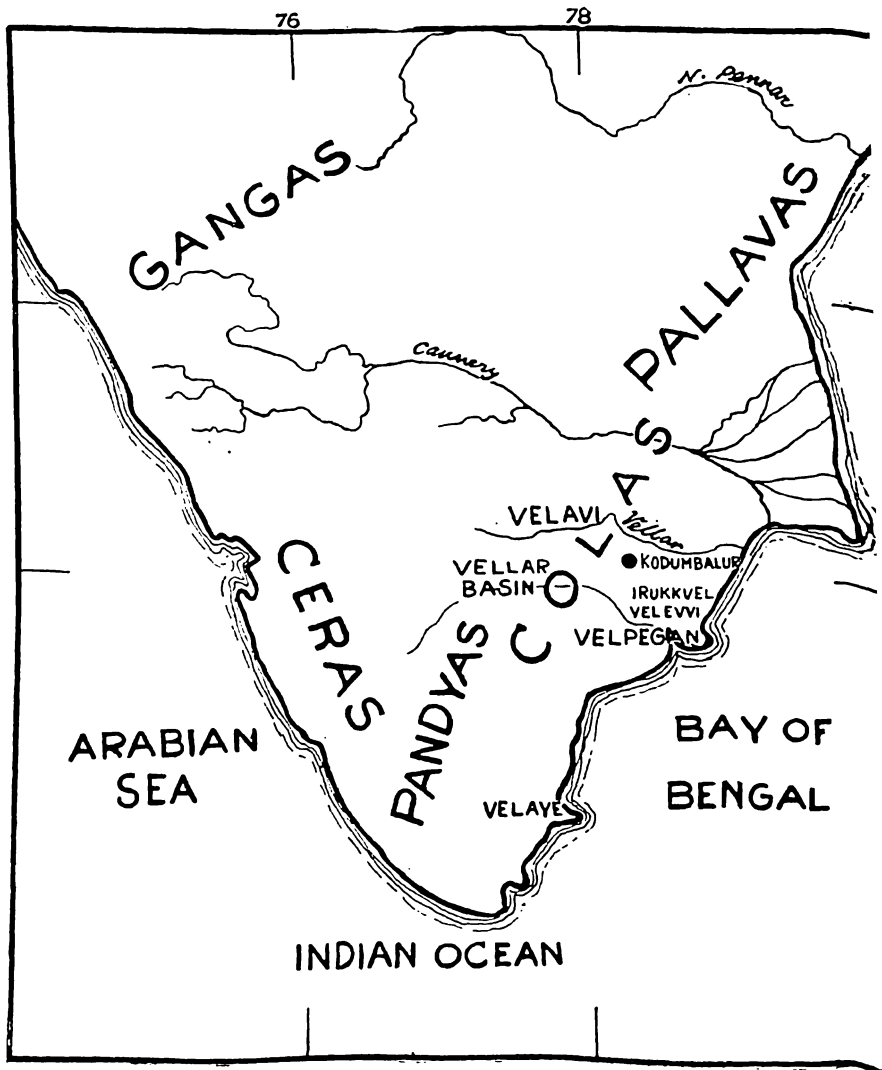 76
78
N. Pennar
GANGAS
PALLAVAS
Cauvery
COLAS
VELAVI
Vellar
KODUMBALUR
VELLAR
BASIN
IRUKKVEL
VELEVVI
VELPEGAN
CERAS
PANDYAS
ARABIAN
SEA
BAY OF
BENGAL
VELAYE
INDIAN OCEAN